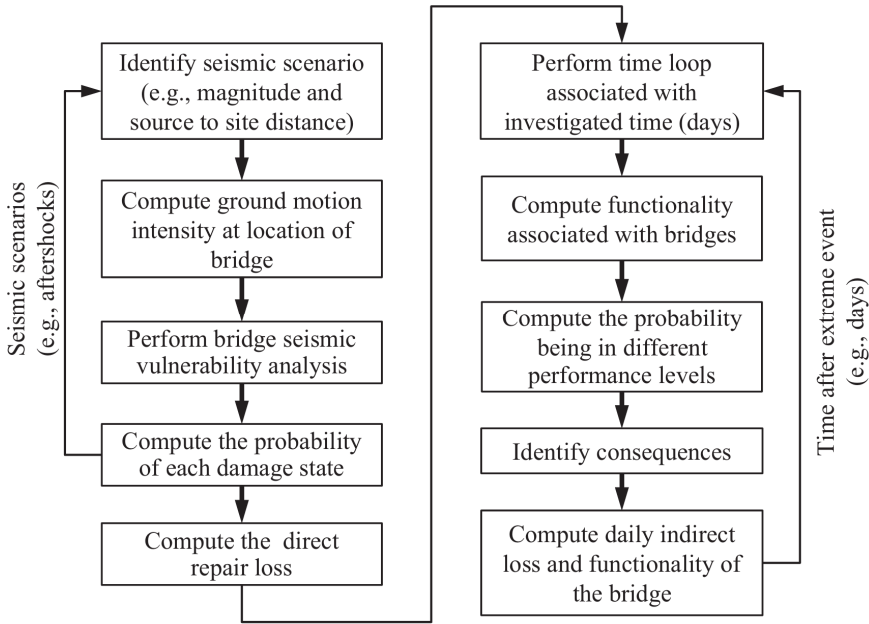 Identify seismic scenario
(e.g., magnitude and
source to site distance)
Compute ground motion
intensity at location of
bridge
Perform bridge seismic
vulnerability analysis
Compute the probability
of each damage state
Compute the direct
repair loss
Seismic scenarios
(e.g., aftershocks)
Perform time loop
associated with
investigated time (days)
Compute functionality
associated with bridges
Compute the probability
being in different
performance levels
Identify consequences
Compute daily indirect
loss and functionality of
the bridge
Time after extreme event
(e.g., days)